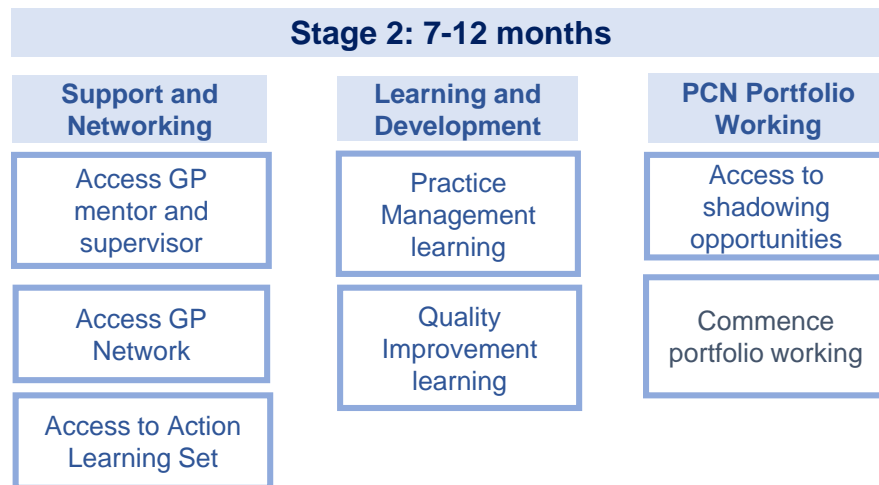 Stage 2: 7-12 months
Support and
Networking
Access GP
mentor and
supervisor
Access GP
Network
Access to Action
Learning Set
Learning and
Development
Practice
Management
learning
Quality
Improvement
learning
PCN Portfolio
Working
Access to
shadowing
opportunities
Commence
portfolio working